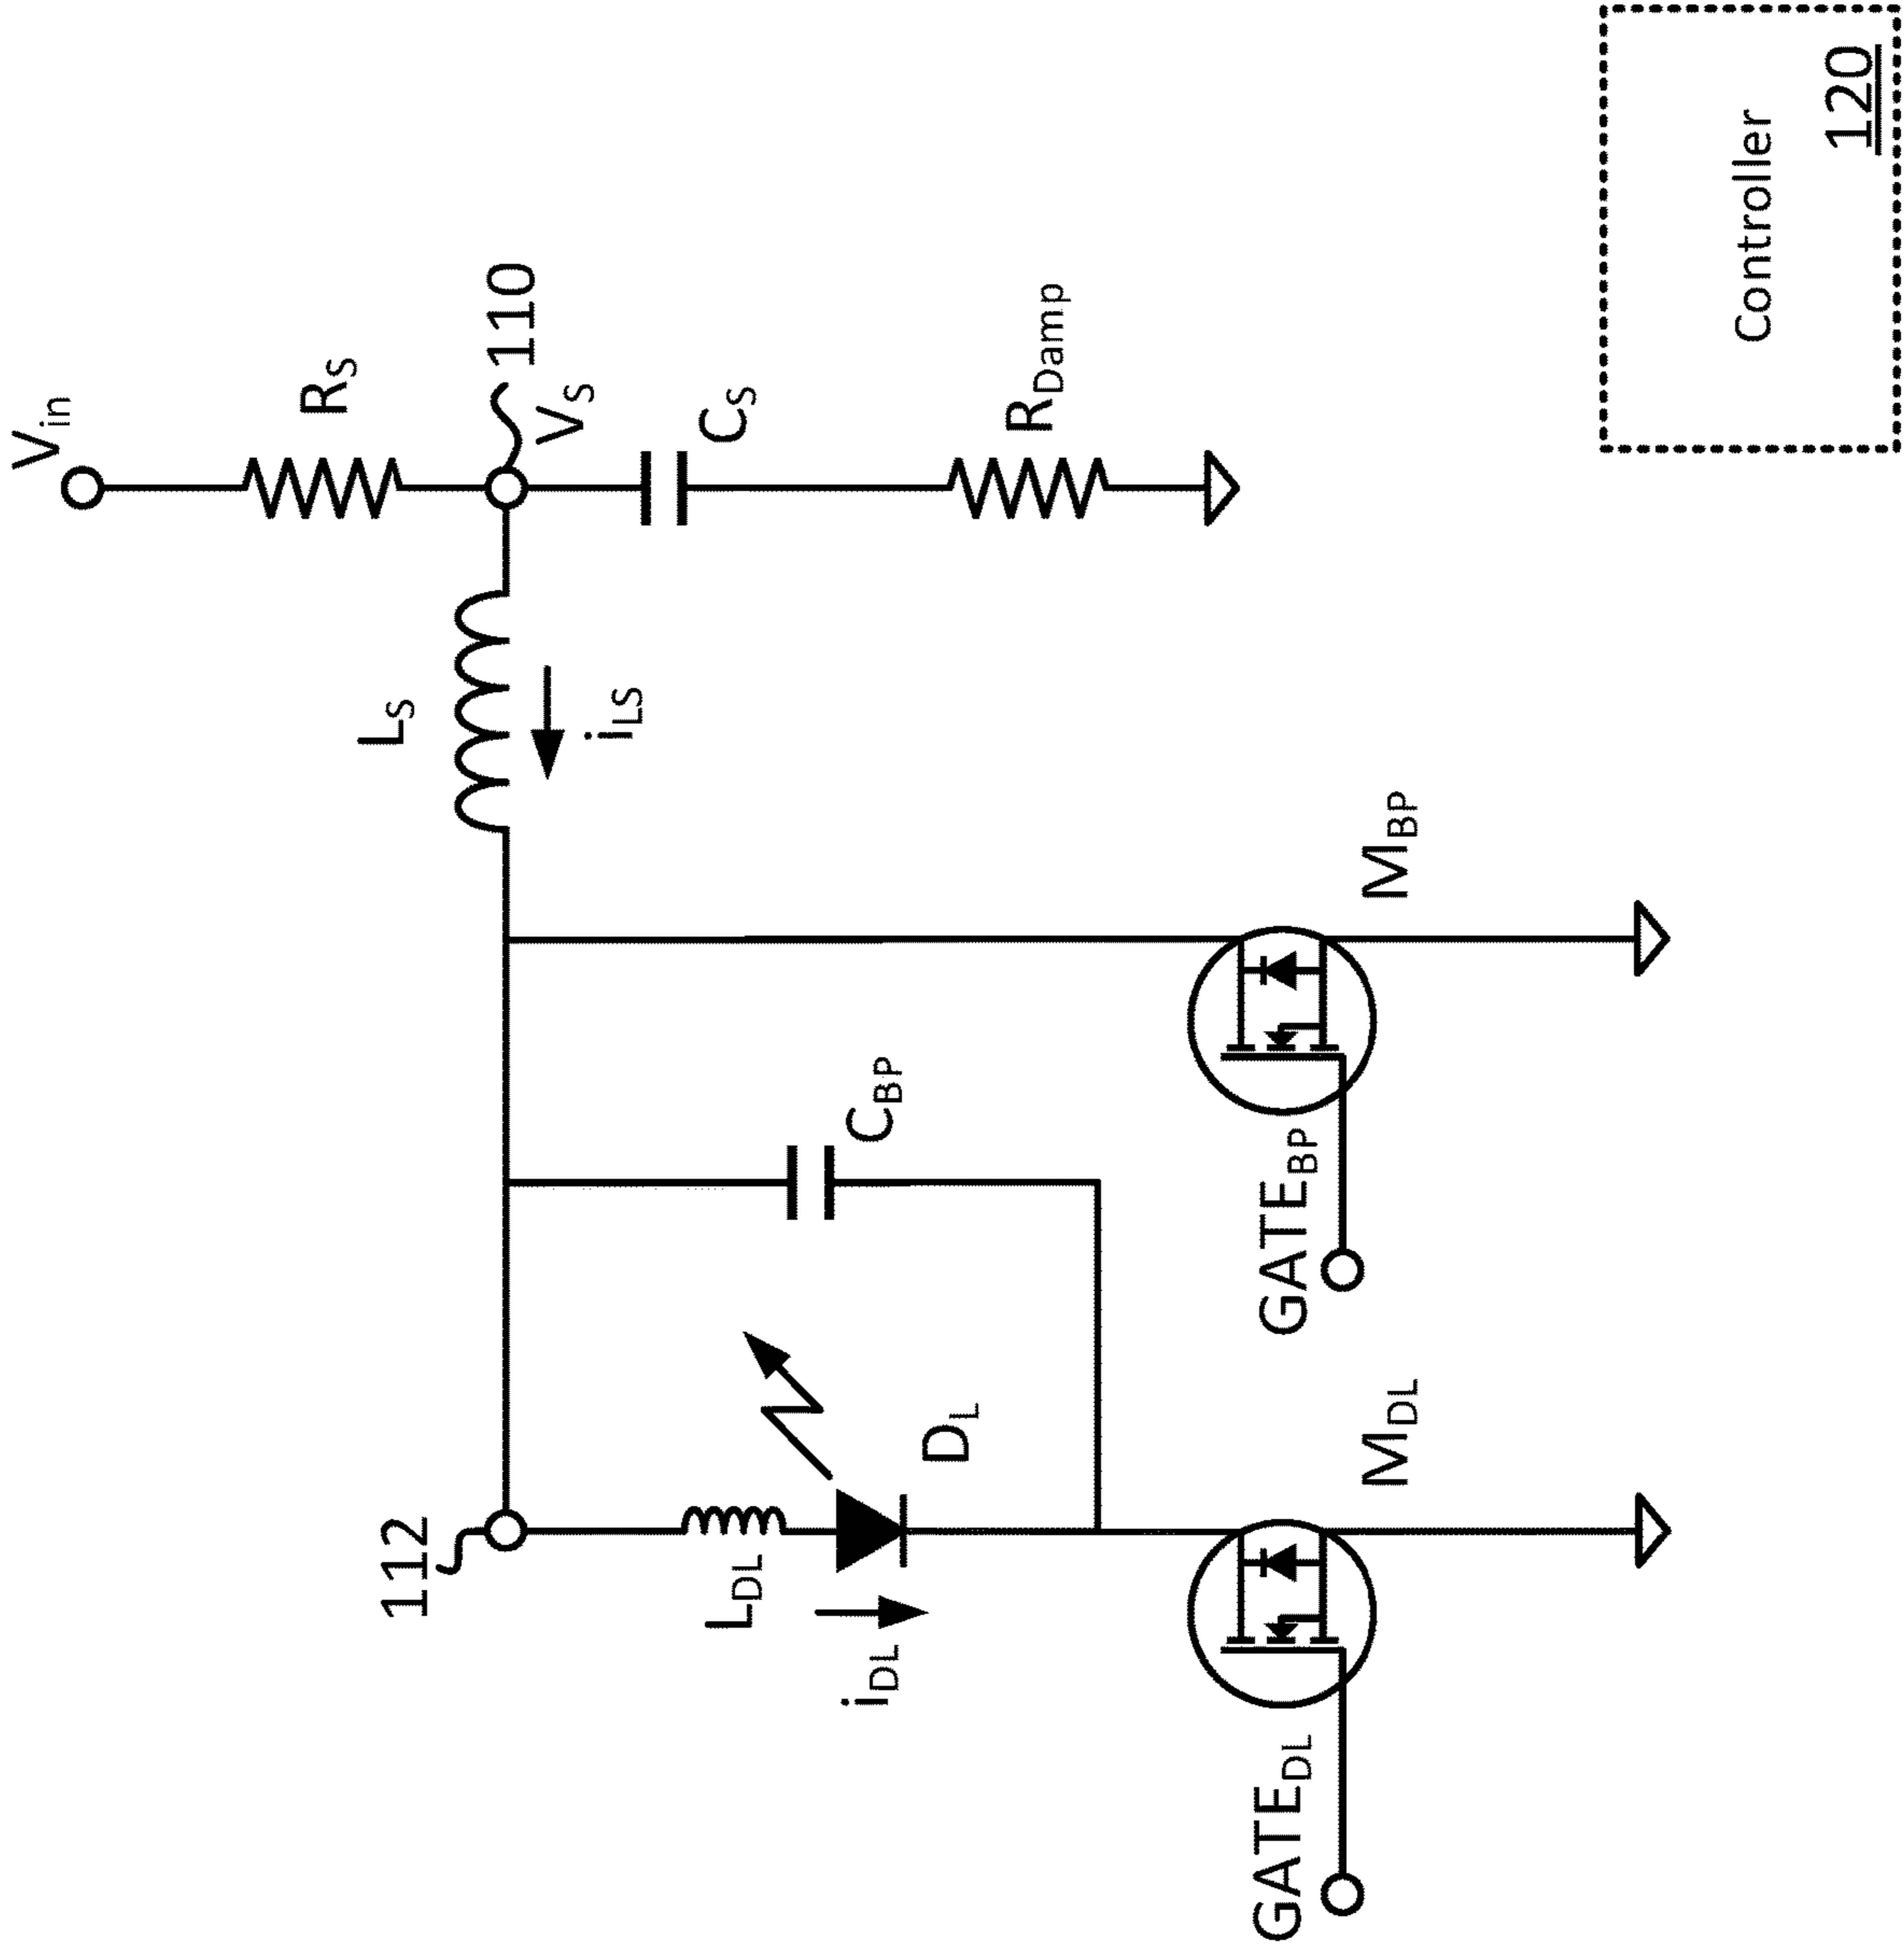 Vin
RS
110
VS
CS
RDamp
LS
iLS
MBP
GATEBP
CBP
112
LDL
DL
iDL
MDL
GATEDL
Controller
120